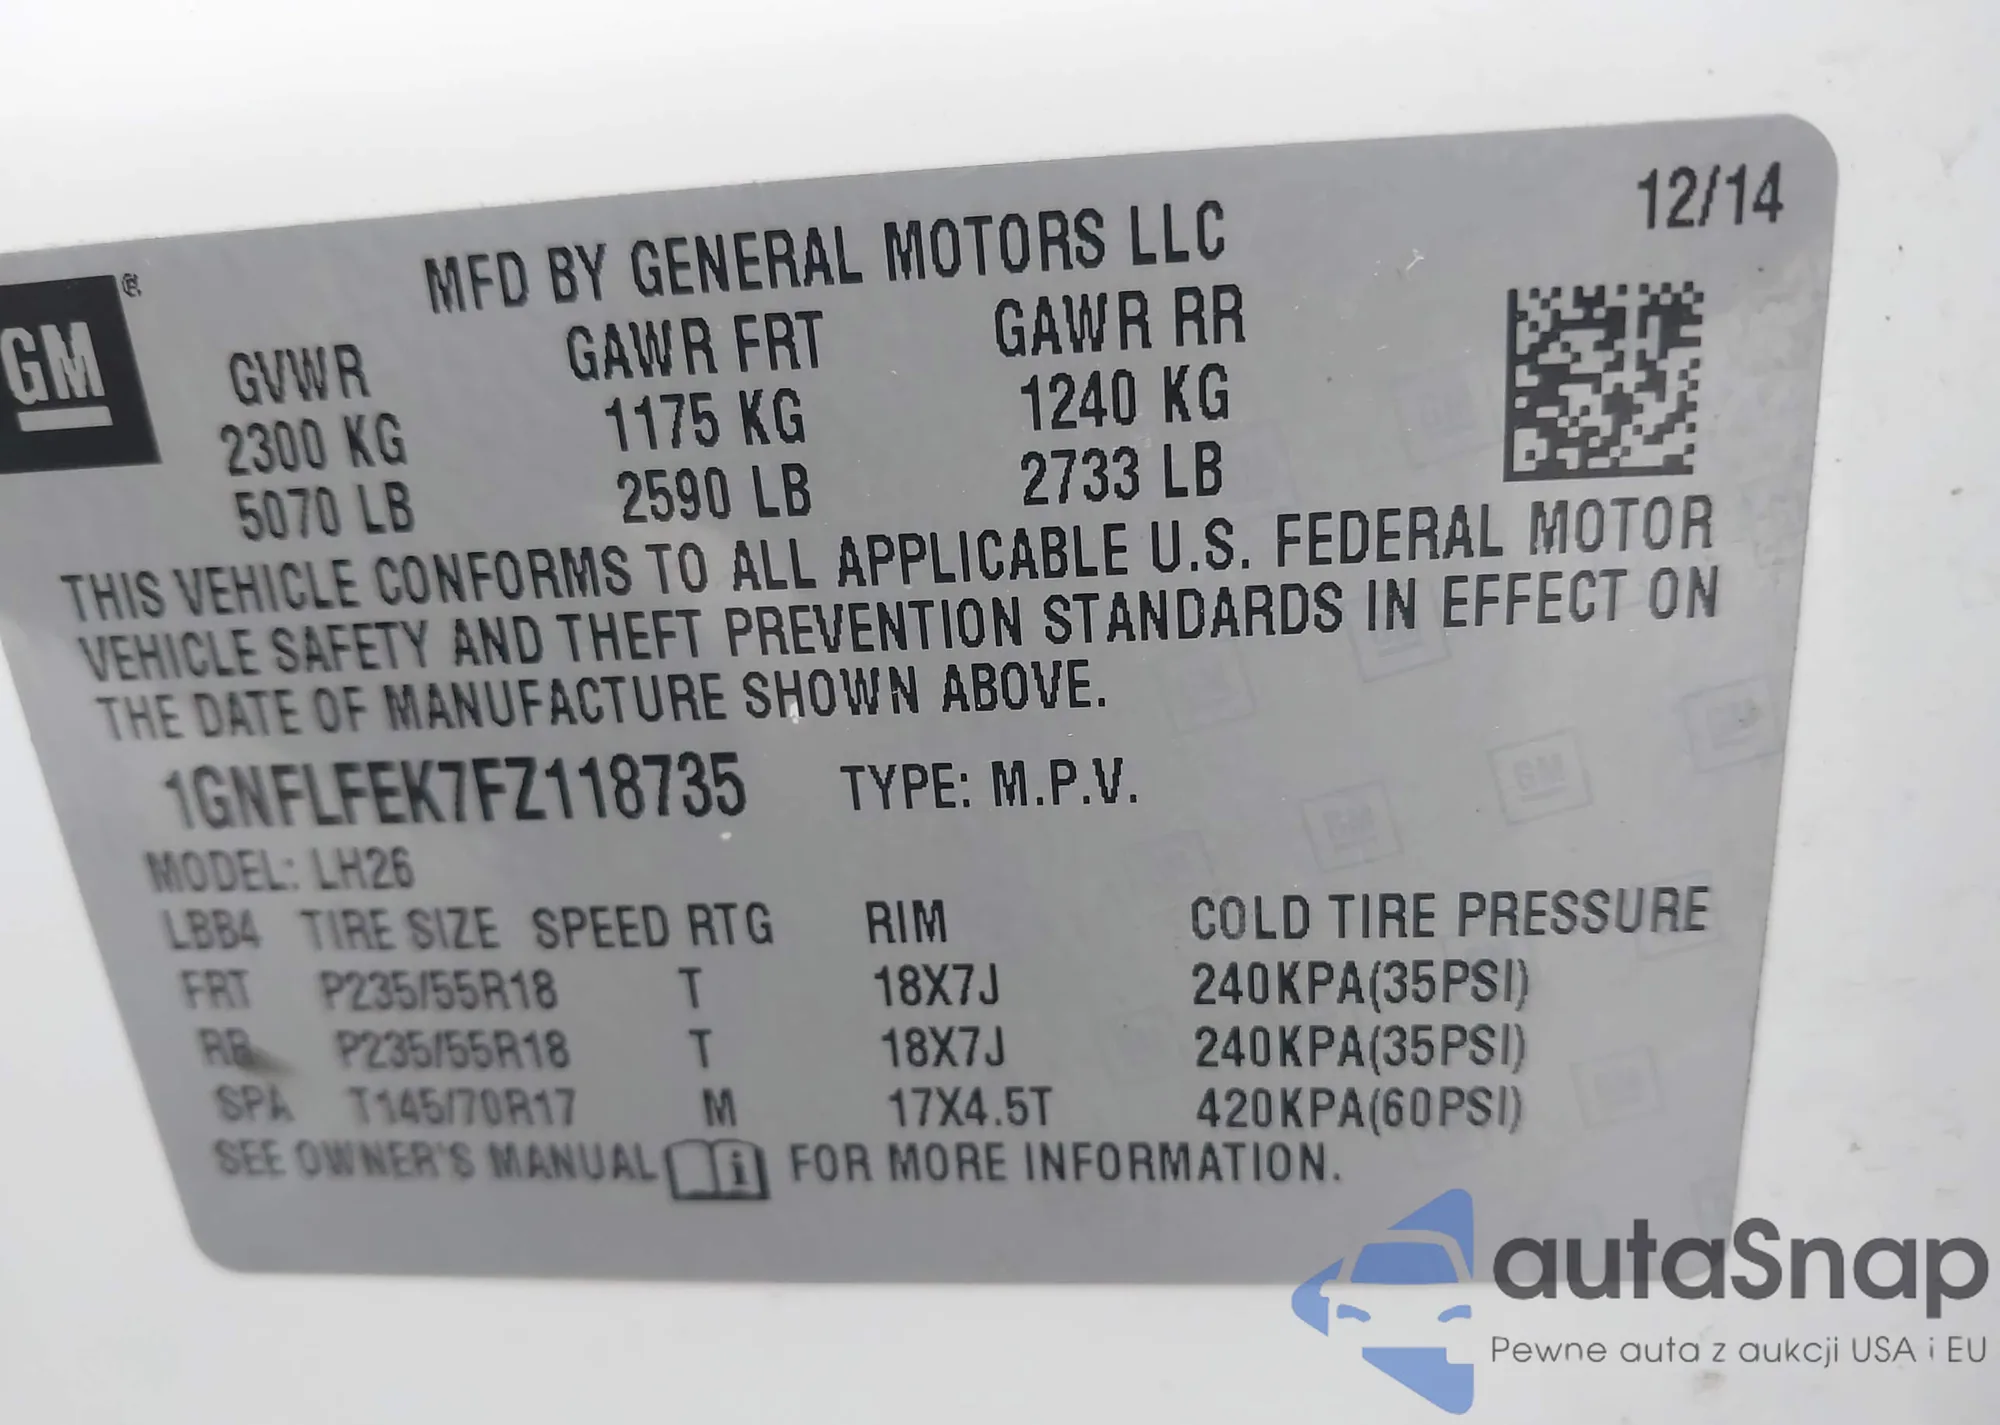 12/14
MFD BY GENERAL MOTORS LLC
GM ®
GVWR GAWR FRT GAWR RR
2300 KG 1175 KG 1240 KG
5070 LB 2590 LB 2733 LB
THIS VEHICLE CONFORMS TO ALL APPLICABLE U.S. FEDERAL MOTOR
VEHICLE SAFETY AND THEFT PREVENTION STANDARDS IN EFFECT ON
THE DATE OF MANUFACTURE SHOWN ABOVE.
1GNFLFEK7FZ118735 TYPE: M.P.V.
MODEL: LH26
LBB4 TIRE SIZE SPEED RTG RIM COLD TIRE PRESSURE
FRT P235/55R18 T 18X7J 240KPA(35PSI)
RR P235/55R18 T 18X7J 240KPA(35PSI)
SPA T145/70R17 M 17X4.5T 420KPA(60PSI)
SEE OWNER'S MANUAL i FOR MORE INFORMATION.
autaSnap
Pewne auta z aukcji USA i EU